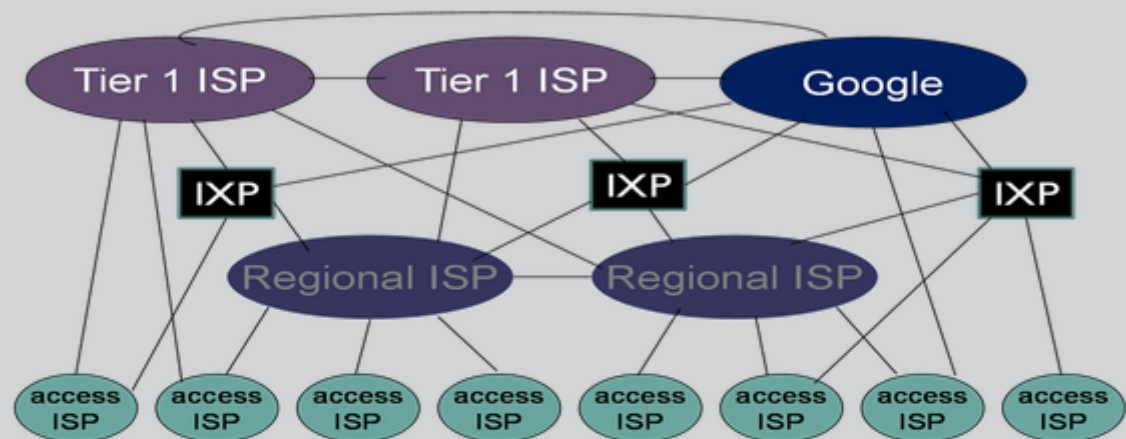 Tier 1 ISP
Tier 1 ISP
Google
IXP
IXP
IXP
Regional ISP
Regional ISP
access
ISP
access
ISP
access
ISP
access
ISP
access
ISP
access
ISP
access
ISP
access
ISP